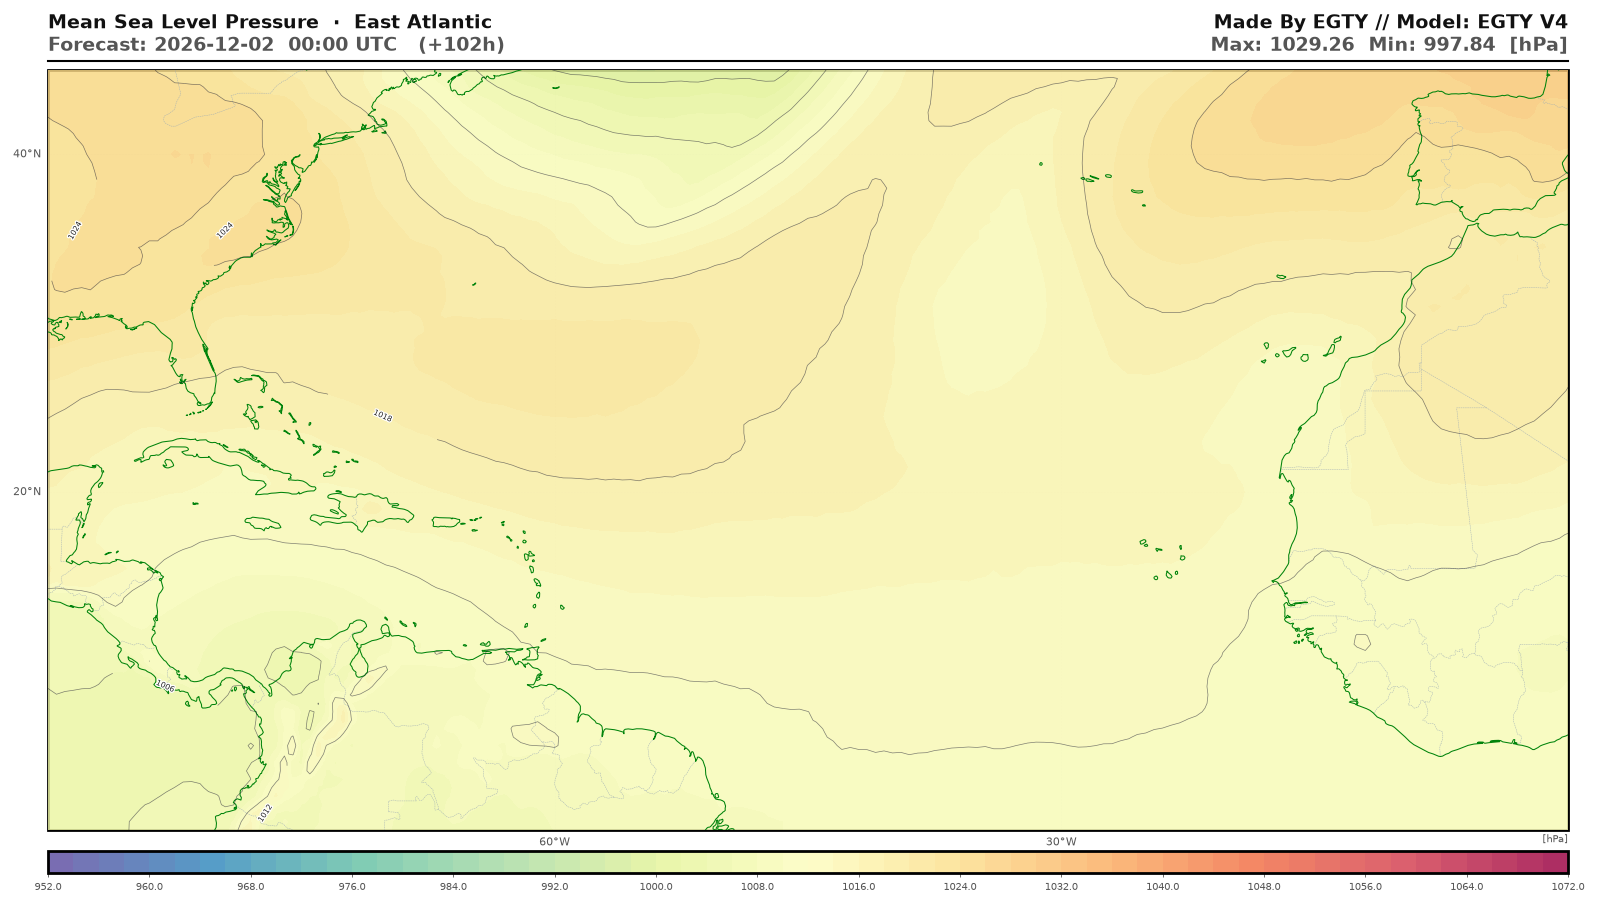 Mean Sea Level Pressure · East Atlantic
Made By EGTY // Model: EGTY V4
Forecast: 2026-12-02 00:00 UTC (+102h)
Max: 1029.26 Min: 997.84 [hPa]
40°N
1024
1024
1018
20°N
1006
1012
60°W
30°W
[hPa]
952.0 960.0 968.0 976.0 984.0 992.0 1000.0 1008.0 1016.0 1024.0 1032.0 1040.0 1048.0 1056.0 1064.0 1072.0